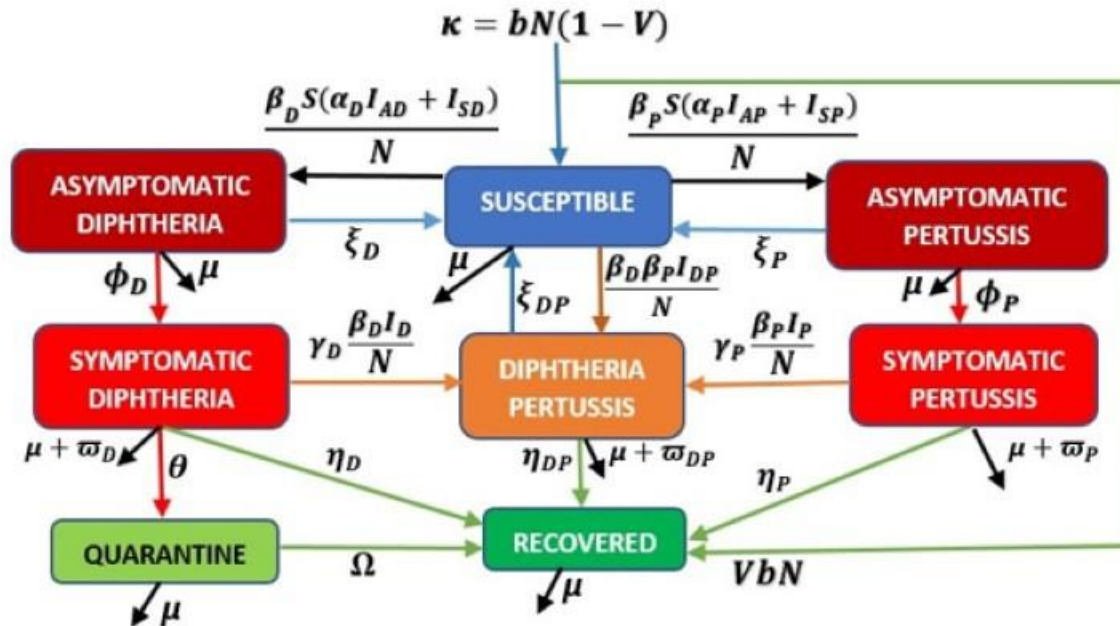 κ = bN(1 − V)
β_D S(α_D I_AD + I_SD)
N
β_P S(α_P I_AP + I_SP)
N
ASYMPTOMATIC
DIPHTHERIA
SUSCEPTIBLE
ASYMPTOMATIC
PERTUSSIS
ξ_D
ξ_P
ϕ_D
μ
μ
ξ_DP
β_D β_P I_DP
N
μ
ϕ_P
SYMPTOMATIC
DIPHTHERIA
γ_D β_D I_D
N
DIPHTHERIA
PERTUSSIS
γ_P β_P I_P
N
SYMPTOMATIC
PERTUSSIS
μ + ϖ_D
θ
η_D
η_DP
μ + ϖ_DP
η_P
μ + ϖ_P
QUARANTINE
Ω
RECOVERED
VbN
μ
μ